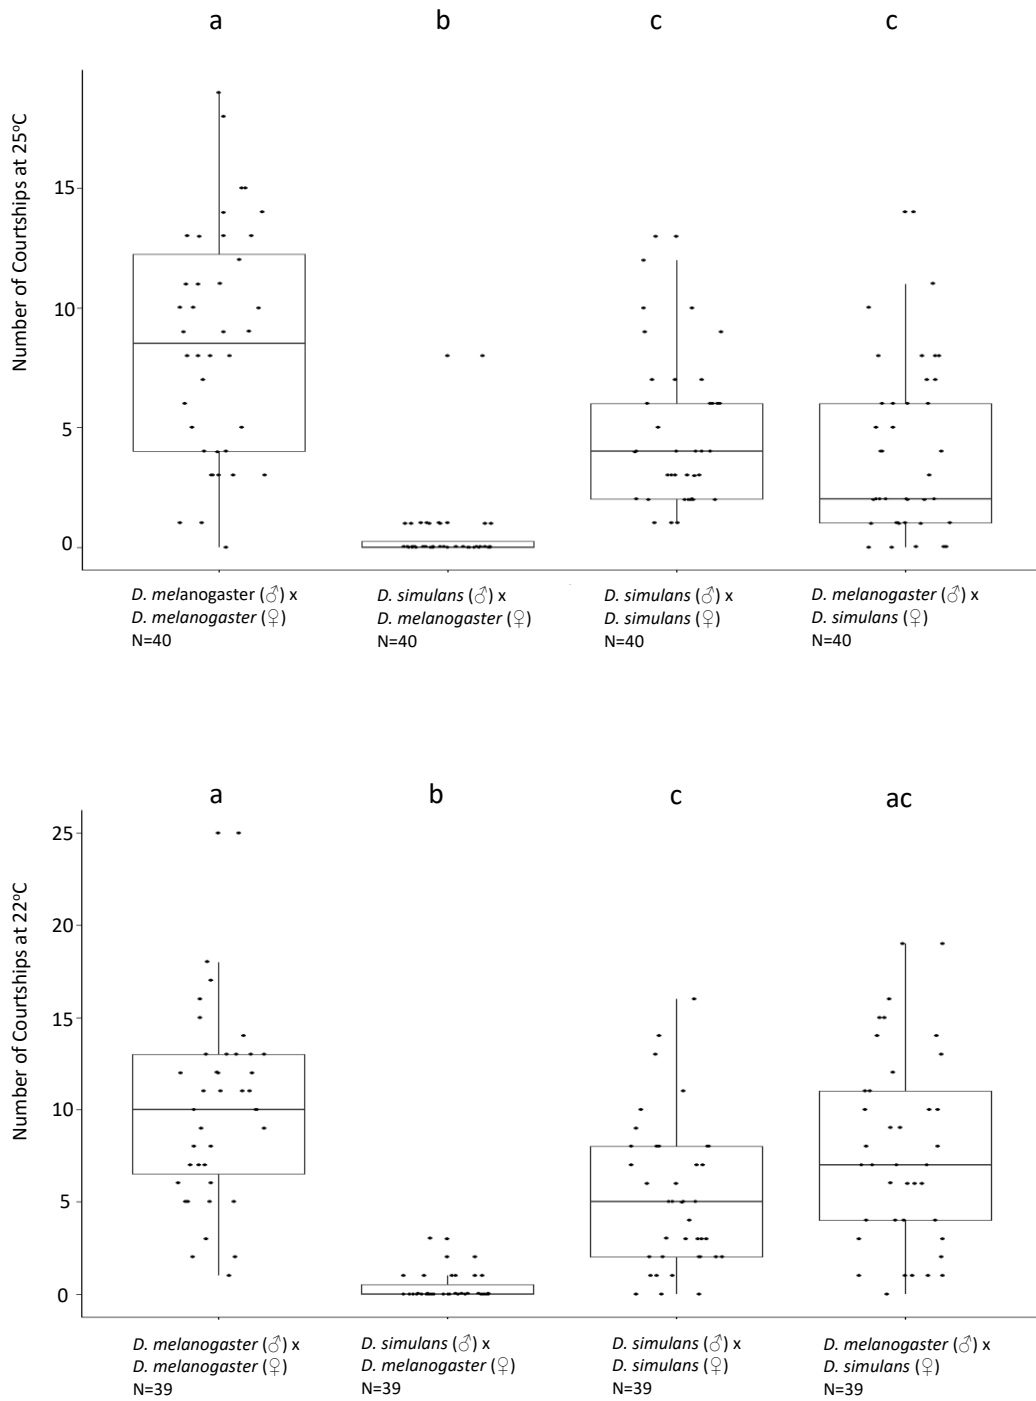 a b c c
Number of Courtships at 25ºC
15
10
5
0
D. melanogaster (♂) x D. simulans (♂) x D. simulans (♂) x D. melanogaster (♂) x
D. melanogaster (♀) D. melanogaster (♀) D. simulans (♀) D. simulans (♀)
N=40 N=40 N=40 N=40
a b c ac
Number of Courtships at 22ºC
25
20
15
10
5
0
D. melanogaster (♂) x D. simulans (♂) x D. simulans (♂) x D. melanogaster (♂) x
D. melanogaster (♀) D. melanogaster (♀) D. simulans (♀) D. simulans (♀)
N=39 N=39 N=39 N=39